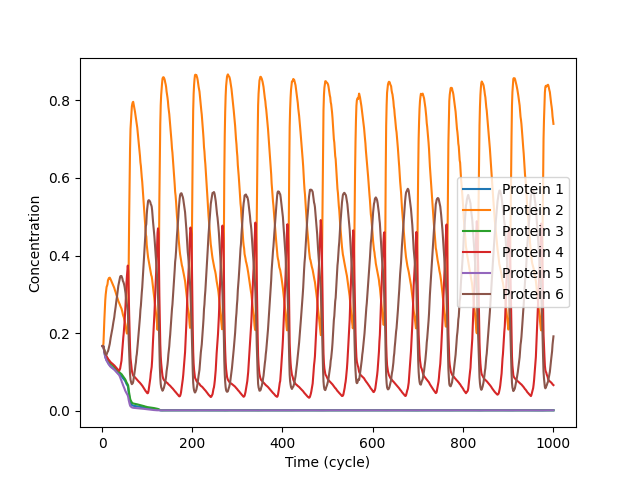 0.8
0.6
0.4
0.2
0.0
Concentration
0 200 400 600 800 1000
Time (cycle)
Protein 1
Protein 2
Protein 3
Protein 4
Protein 5
Protein 6